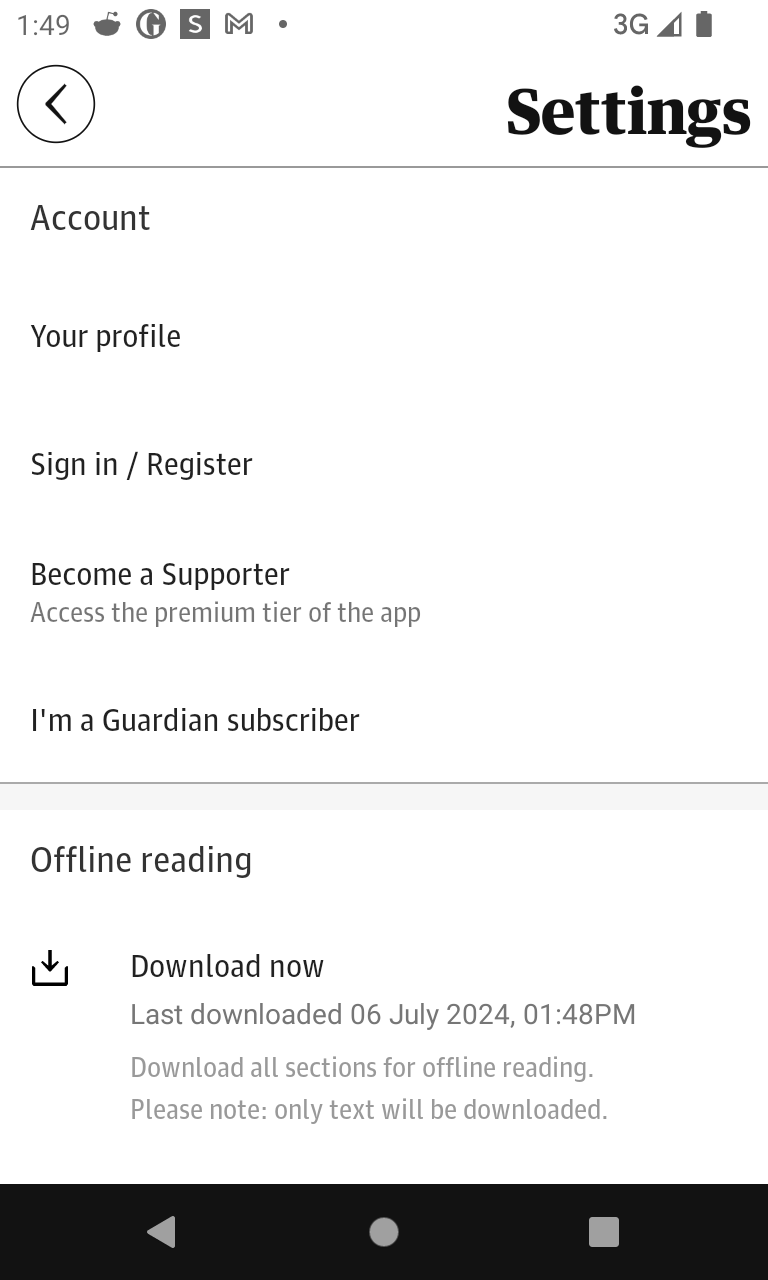 1:49
3G
Settings
Account
Your profile
Sign in / Register
Become a Supporter
Access the premium tier of the app
I'm a Guardian subscriber
Offline reading
Download now
Last downloaded 06 July 2024, 01:48PM
Download all sections for offline reading.
Please note: only text will be downloaded.